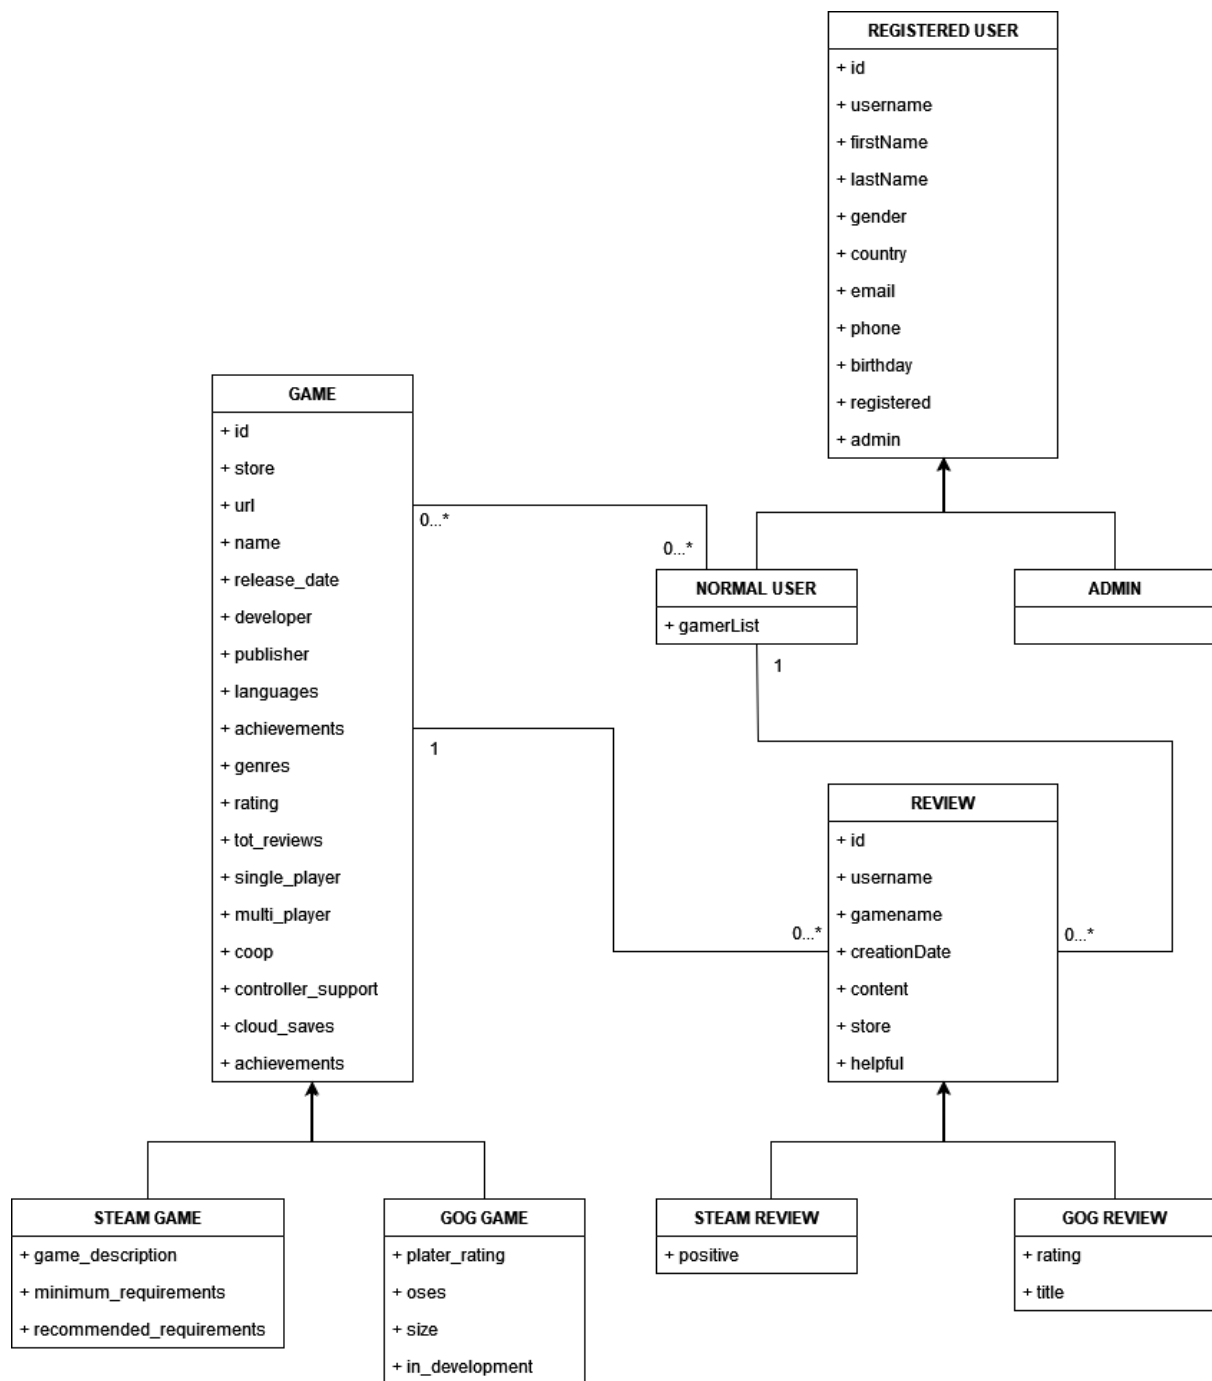 REGISTERED USER
+ id
+ username
+ firstName
+ lastName
+ gender
+ country
+ email
+ phone
+ birthday
+ registered
+ admin
GAME
+ id
+ store
+ url
+ name
+ release_date
+ developer
+ publisher
+ languages
+ achievements
+ genres
+ rating
+ tot_reviews
+ single_player
+ multi_player
+ coop
+ controller_support
+ cloud_saves
+ achievements
0...*
0...*
NORMAL USER
+ gamerList
ADMIN
1
1
REVIEW
+ id
+ username
+ gamename
+ creationDate
+ content
+ store
+ helpful
0...*
0...*
STEAM GAME
+ game_description
+ minimum_requirements
+ recommended_requirements
GOG GAME
+ plater_rating
+ oses
+ size
+ in_development
STEAM REVIEW
+ positive
GOG REVIEW
+ rating
+ title